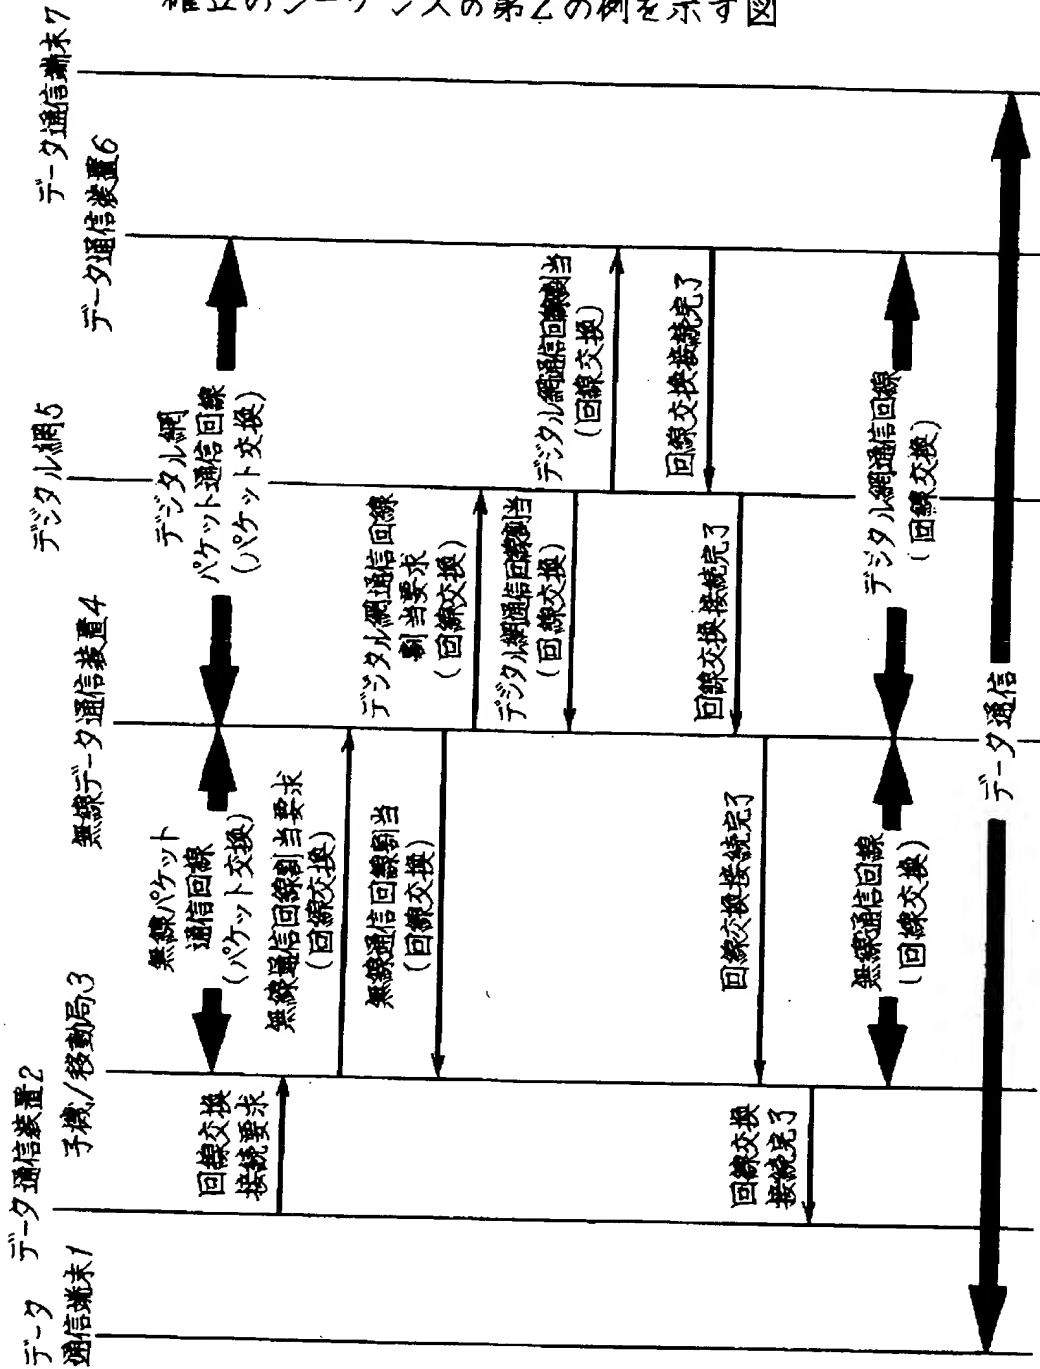 確立のシーケンスの第2の例を示す図
データ
通信端末1
データ通信装置2
子機/移動局3
無線データ通信装置4
デジタル網5
データ通信装置6
データ通信端末7
無線パケット
通信回線
(パケット交換)
デジタル網
パケット通信回線
(パケット交換)
回線交換
接続要求
無線通信回線割当要求
(回線交換)
無線通信回線割当
(回線交換)
デジタル網通信回線
割当要求
(回線交換)
デジタル網通信回線割当
(回線交換)
デジタル網通信回線割当
(回線交換)
回線交換接続完了
回線交換接続完了
回線交換接続完了
回線交換
接続完了
無線通信回線
(回線交換)
デジタル網通信回線
(回線交換)
データ通信